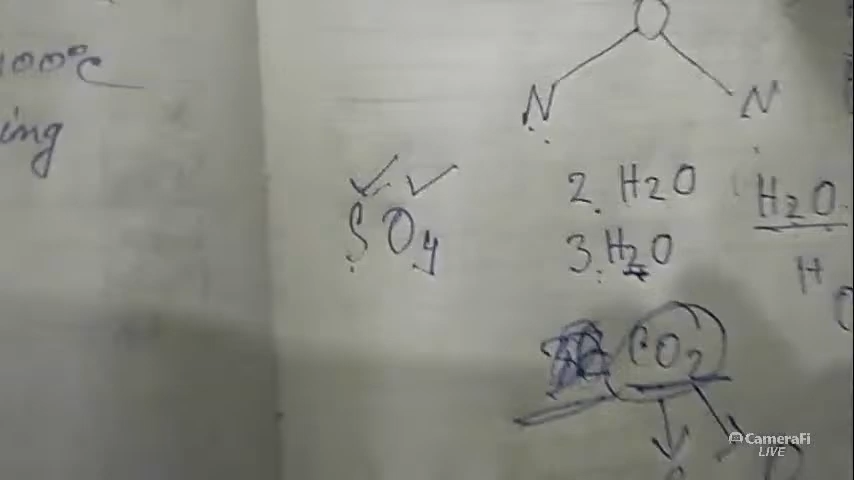 100°C
ing
O
N N
SO4
2. H2O
3. H2O
H2O
H
CO2
CameraFi
LIVE